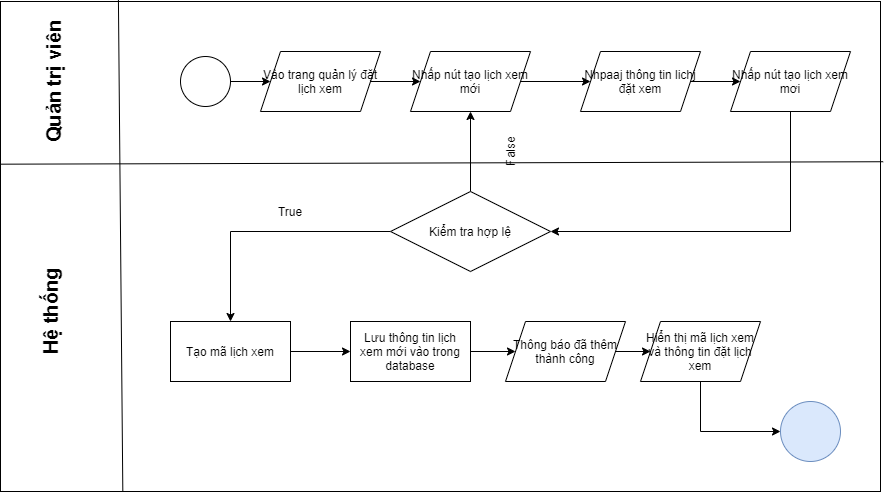 Quản trị viên
Vào trang quản lý đặt
lịch xem
Nhấp nút tạo lịch xem
mới
Nhpaaj thông tin lichj
đặt xem
Nhấp nút tạo lịch xem
mơi
False
True
Kiểm tra hợp lệ
Hệ thống
Tạo mã lịch xem
Lưu thông tin lịch
xem mới vào trong
database
Thông báo đã thêm
thành công
Hiển thị mã lịch xem
và thông tin đặt lịch
xem